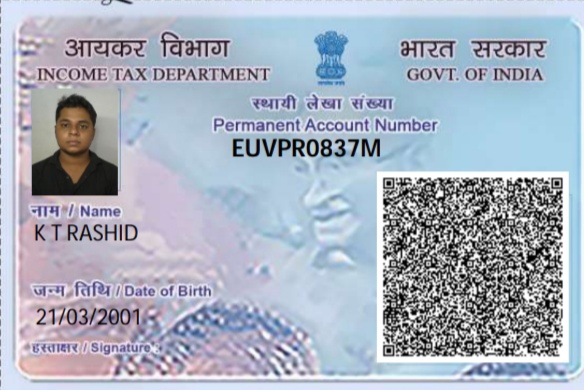 आयकर विभाग
INCOME TAX DEPARTMENT
भारत सरकार
GOVT. OF INDIA
स्थायी लेखा संख्या
Permanent Account Number
EUVPR0837M
नाम / Name
K T RASHID
जन्म तिथि / Date of Birth
21/03/2001
हस्ताक्षर / Signature :